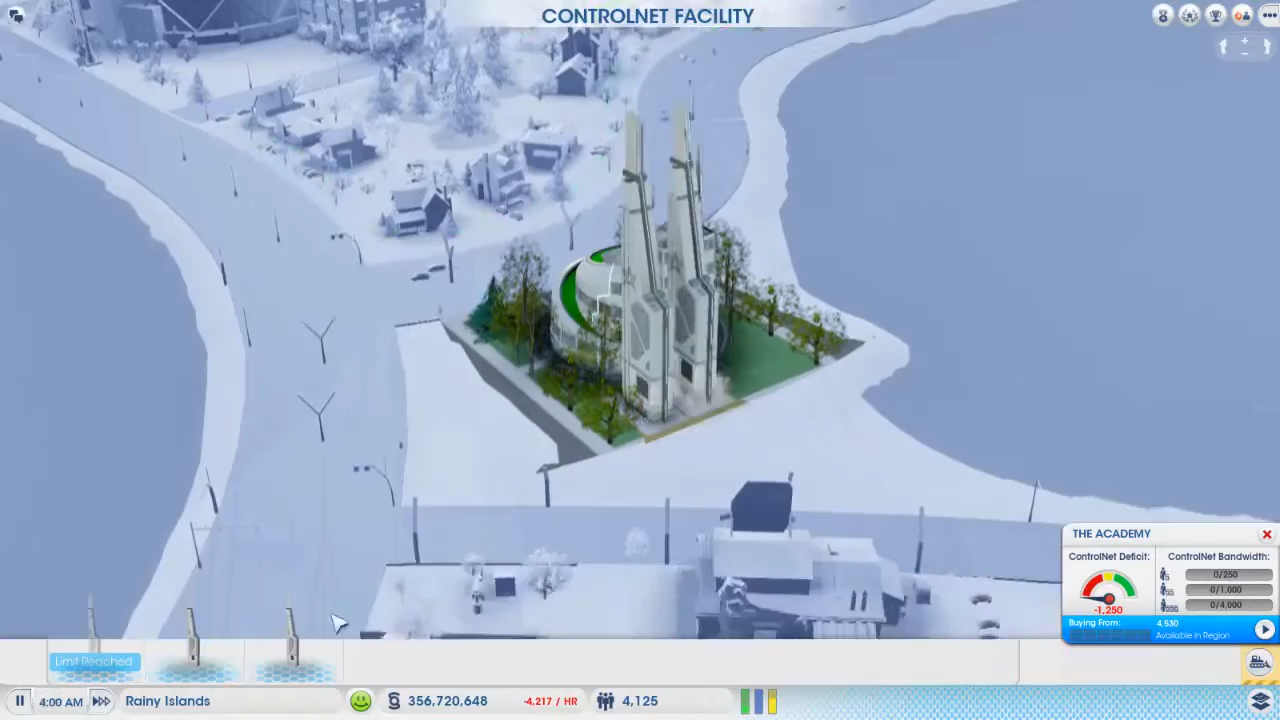 CONTROLNET FACILITY
THE ACADEMY
ControlNet Deficit:
-1,250
ControlNet Bandwidth:
0/250
0/1,000
0/4,000
Buying From:
4,530
Available in Region
Limit Reached
4:00 AM
Rainy Islands
356,720,648
-4,217 / HR
4,125